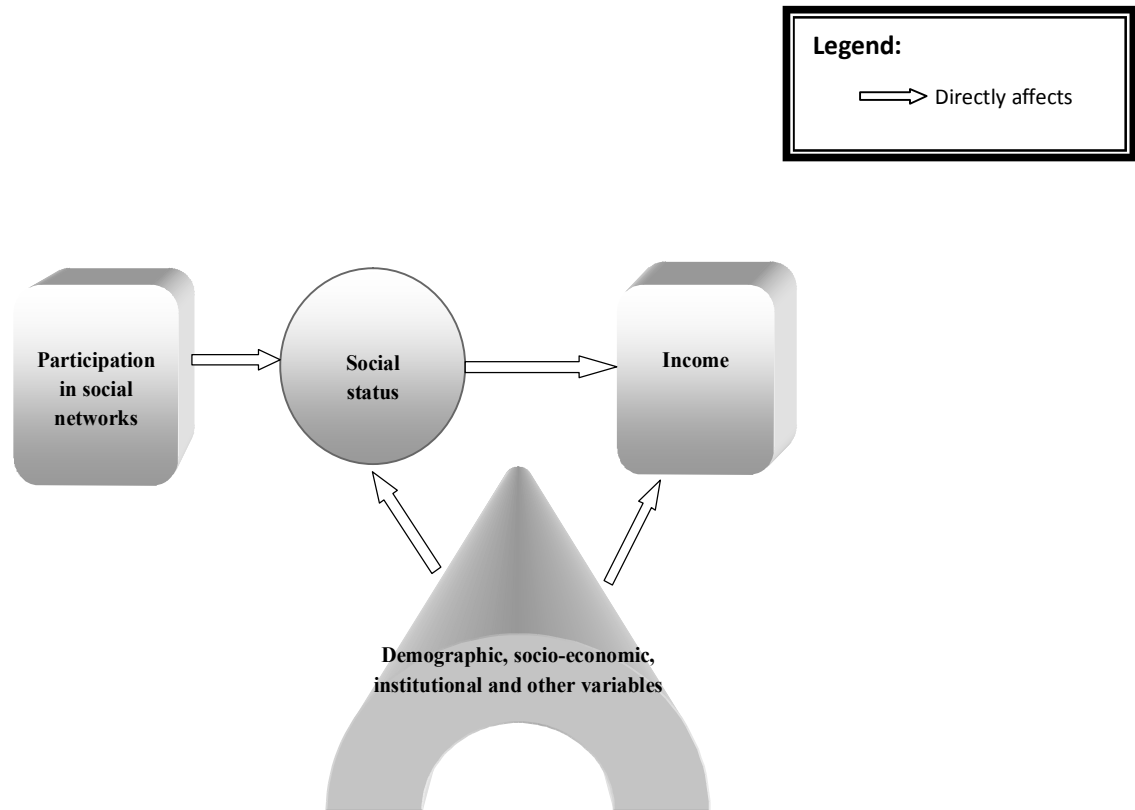 Legend:
Directly affects
Participation
in social
networks
Social
status
Income
Demographic, socio-economic,
institutional and other variables